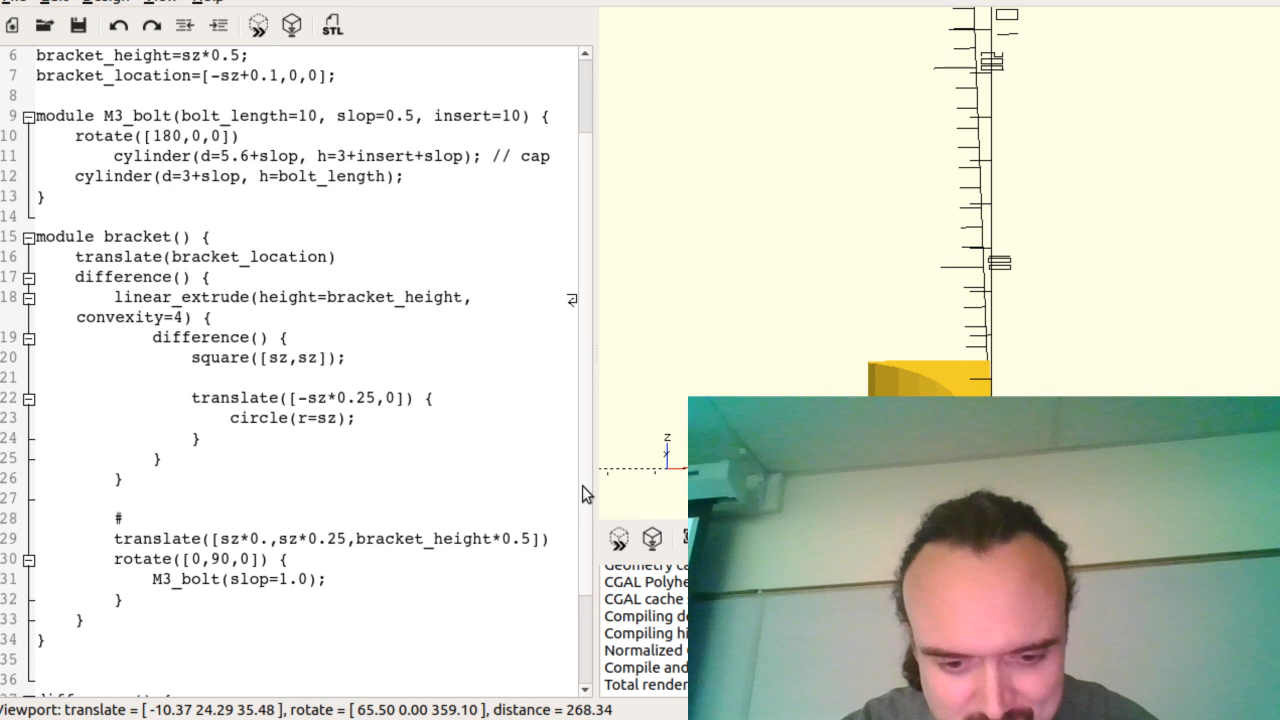 STL
6 bracket_height=sz*0.5;
7 bracket_location=[-sz+0.1,0,0];
8
9 module M3_bolt(bolt_length=10, slop=0.5, insert=10) {
10 rotate([180,0,0])
11 cylinder(d=5.6+slop, h=3+insert+slop); // cap
12 cylinder(d=3+slop, h=bolt_length);
13 }
14
15 module bracket() {
16 translate(bracket_location)
17 difference() {
18 linear_extrude(height=bracket_height,
convexity=4) {
19 difference() {
20 square([sz,sz]);
21
22 translate([-sz*0.25,0]) {
23 circle(r=sz);
24 }
25 }
26 }
27
28 #
29 translate([sz*0.,sz*0.25,bracket_height*0.5])
30 rotate([0,90,0]) {
31 M3_bolt(slop=1.0);
32 }
33 }
34 }
35
36
z
x
CGAL Polyhe
CGAL cache
Compiling de
Compiling hi
Normalized
Compile and
Total render
Viewport: translate = [ -10.37 24.29 35.48 ], rotate = [ 65.50 0.00 359.10 ], distance = 268.34